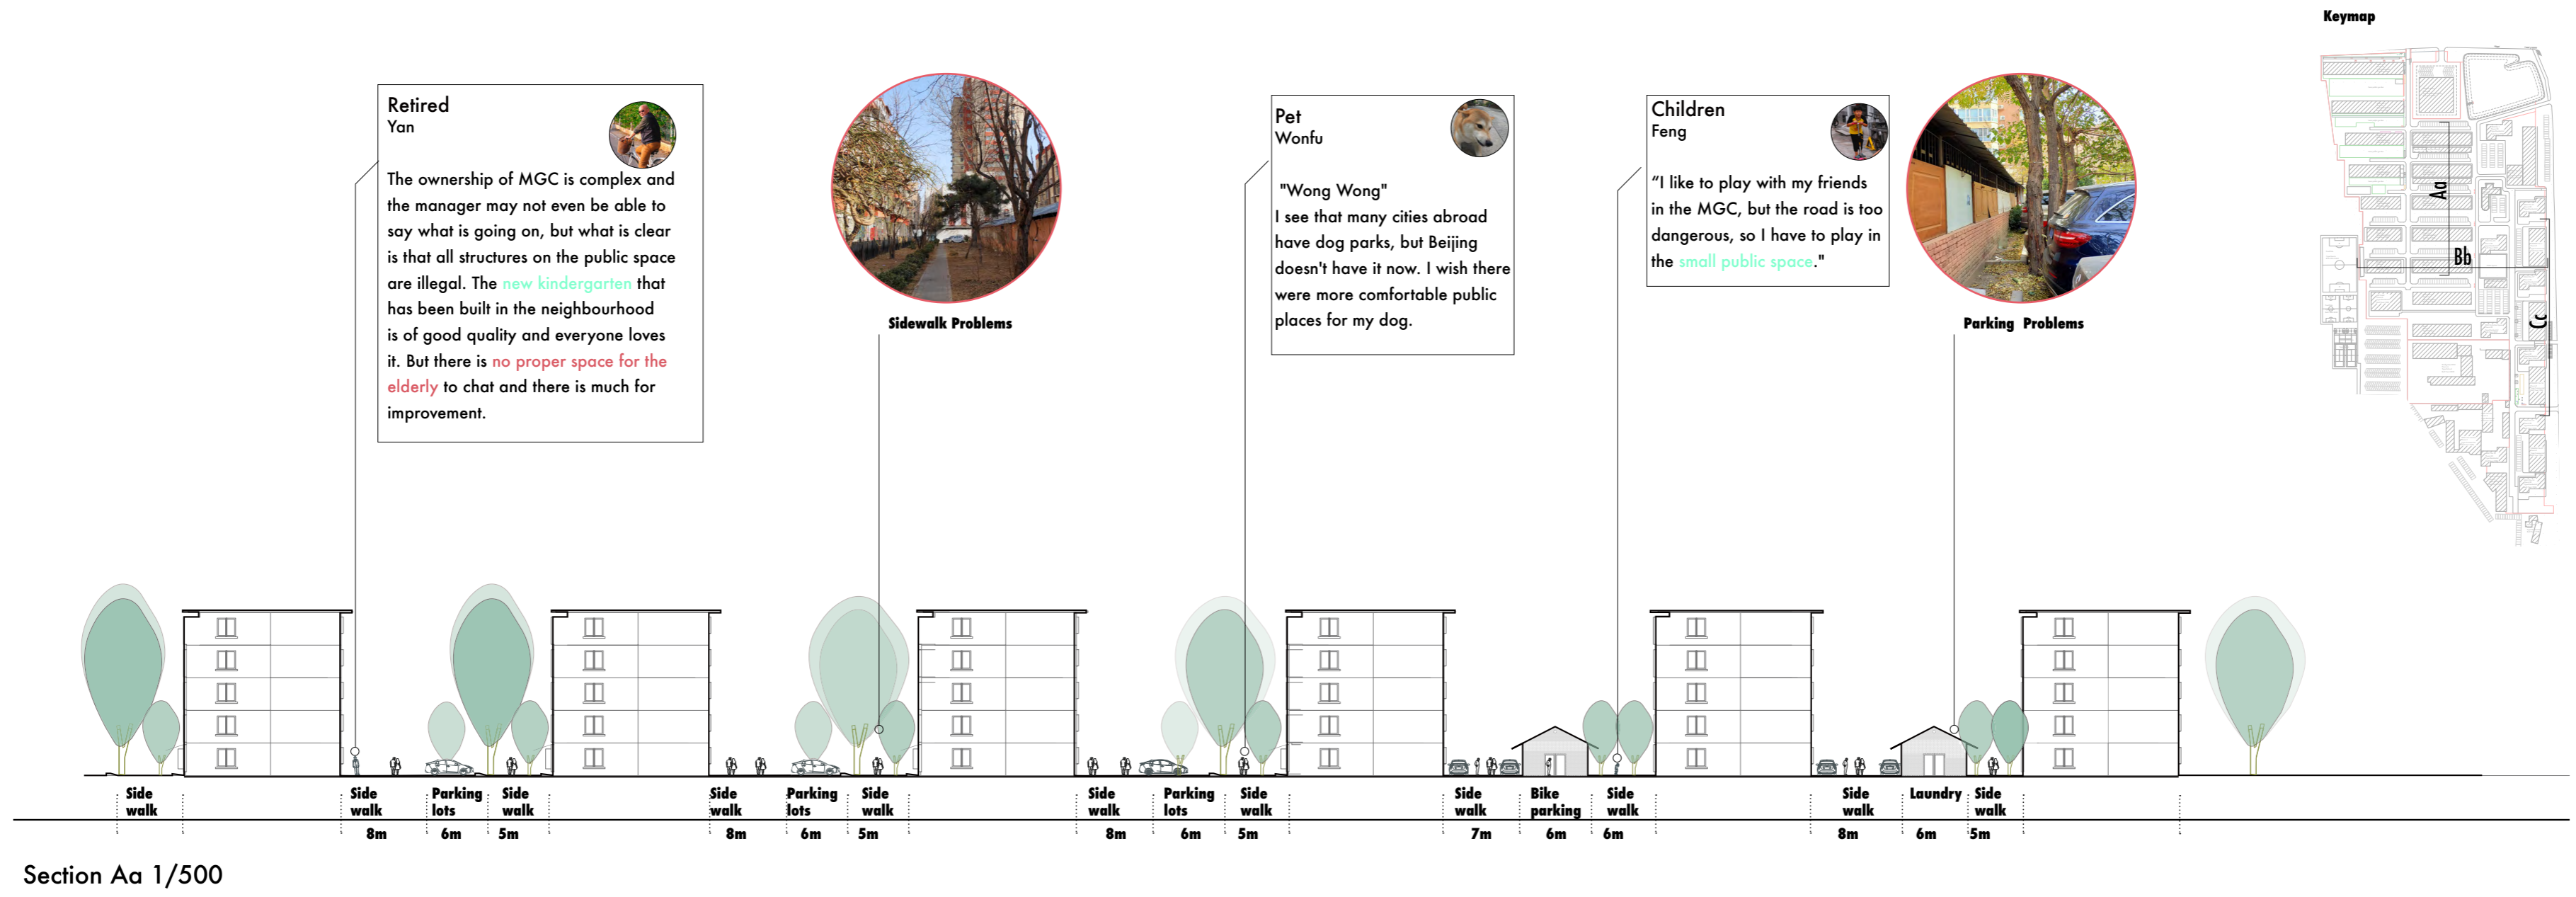 Keymap
Retired
Yan
The ownership of MGC is complex and
the manager may not even be able to
say what is going on, but what is clear
is that all structures on the public space
are illegal. The new kindergarten that
has been built in the neighbourhood
is of good quality and everyone loves
it. But there is no proper space for the
elderly to chat and there is much for
improvement.
Sidewalk Problems
Pet
Wonfu
"Wong Wong"
I see that many cities abroad
have dog parks, but Beijing
doesn't have it now. I wish there
were more comfortable public
places for my dog.
Children
Feng
“I like to play with my friends
in the MGC, but the road is too
dangerous, so I have to play in
the small public space."
Parking Problems
Aa
Bb
Cc
Side
walk
Side
walk
8m
Parking
lots
6m
Side
walk
5m
Side
walk
8m
Parking
lots
6m
Side
walk
5m
Side
walk
8m
Parking
lots
6m
Side
walk
5m
Side
walk
7m
Bike
parking
6m
Side
walk
6m
Side
walk
8m
Laundry
6m
Side
walk
5m
Section Aa 1/500